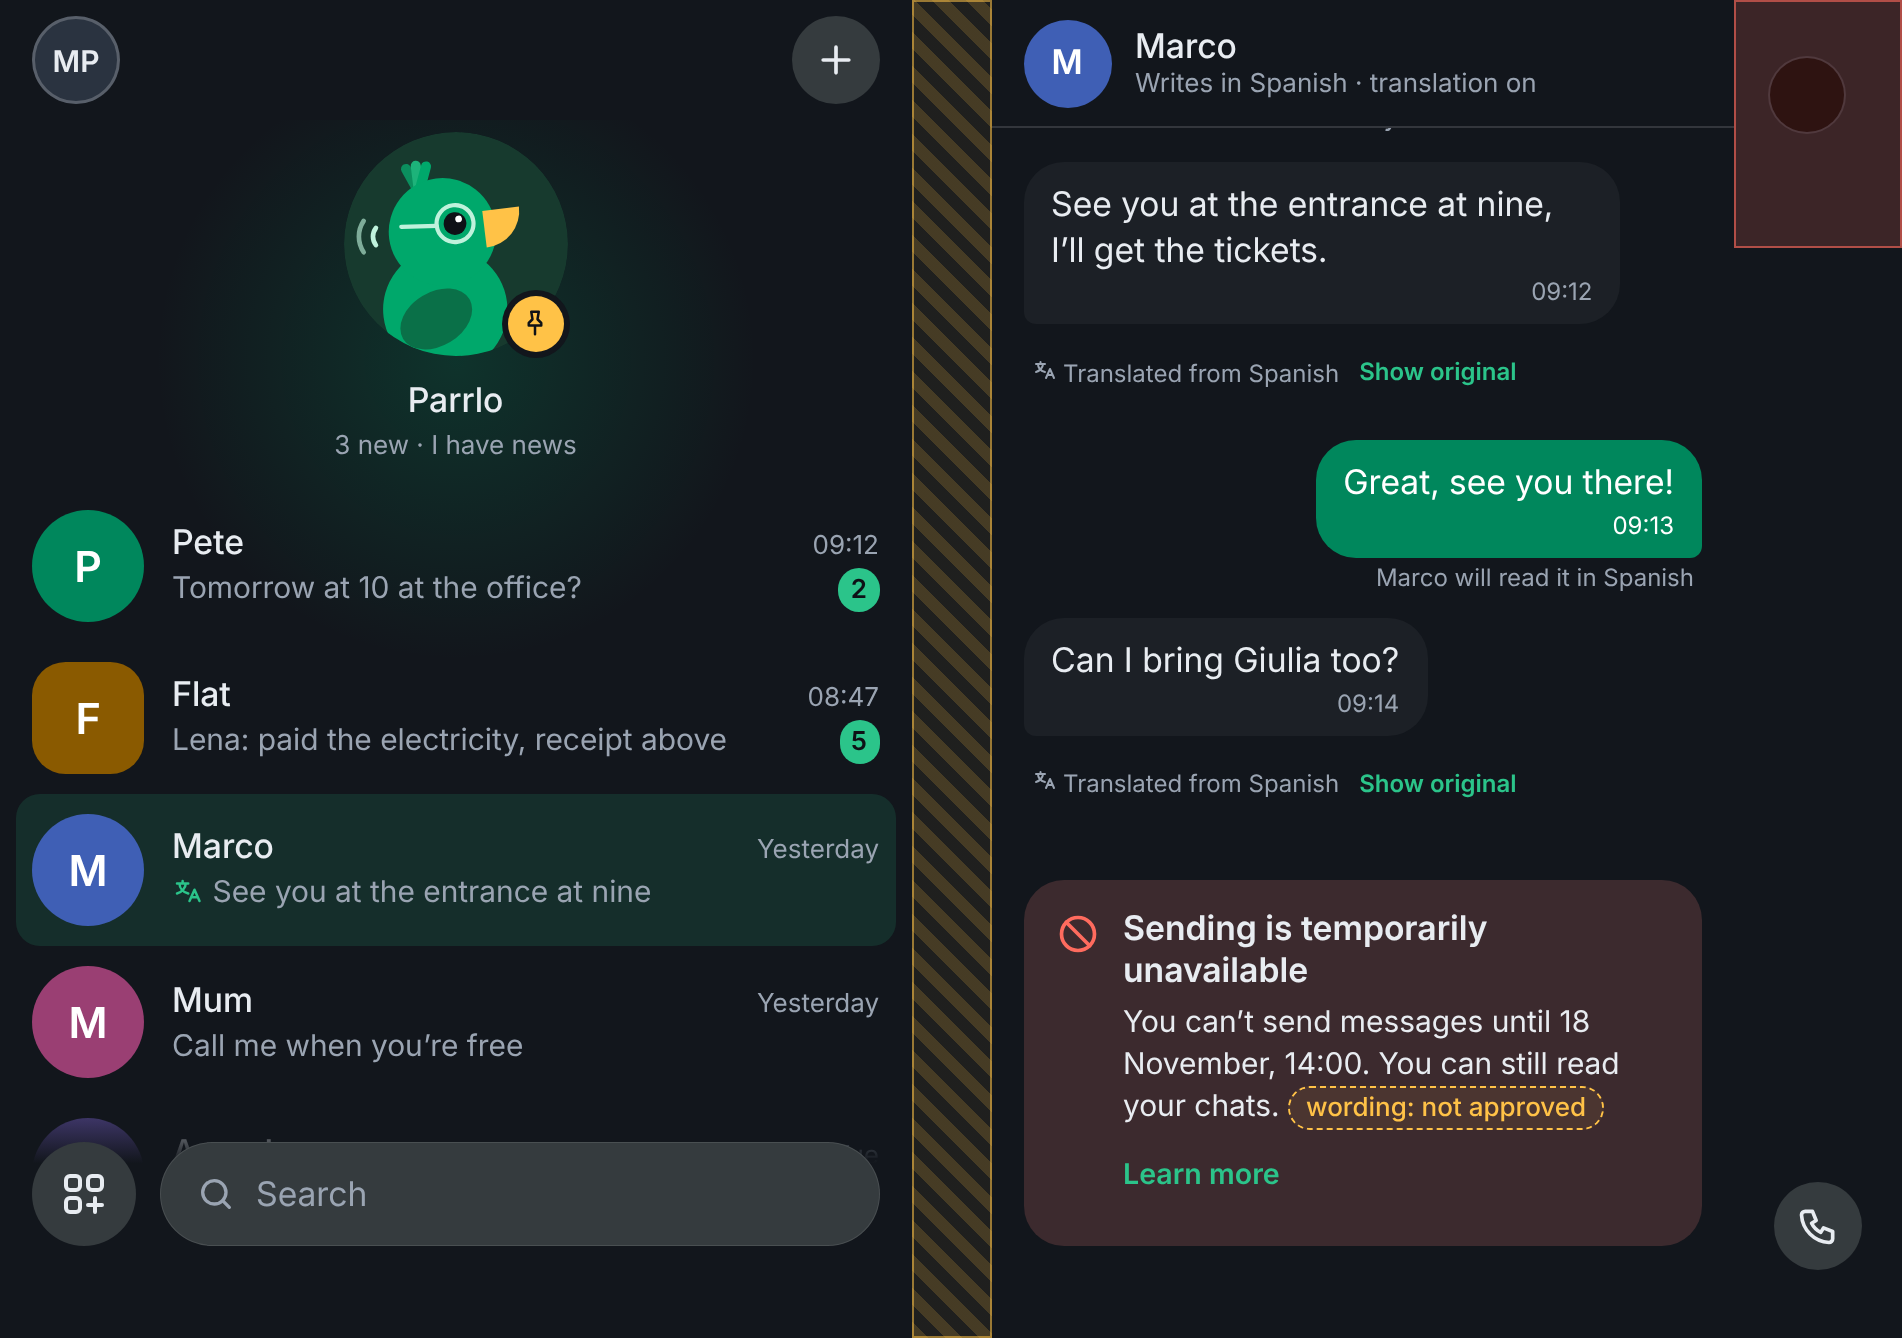 MP
Parrlo
3 new · I have news
P
Pete
09:12
Tomorrow at 10 at the office?
2
F
Flat
08:47
Lena: paid the electricity, receipt above
5
M
Marco
Yesterday
See you at the entrance at nine
M
Mum
Yesterday
Call me when you’re free
Search
M
Marco
Writes in Spanish · translation on
See you at the entrance at nine,
I’ll get the tickets.
09:12
Translated from Spanish Show original
Great, see you there!
09:13
Marco will read it in Spanish
Can I bring Giulia too?
09:14
Translated from Spanish Show original
Sending is temporarily
unavailable
You can’t send messages until 18
November, 14:00. You can still read
your chats. wording: not approved
Learn more